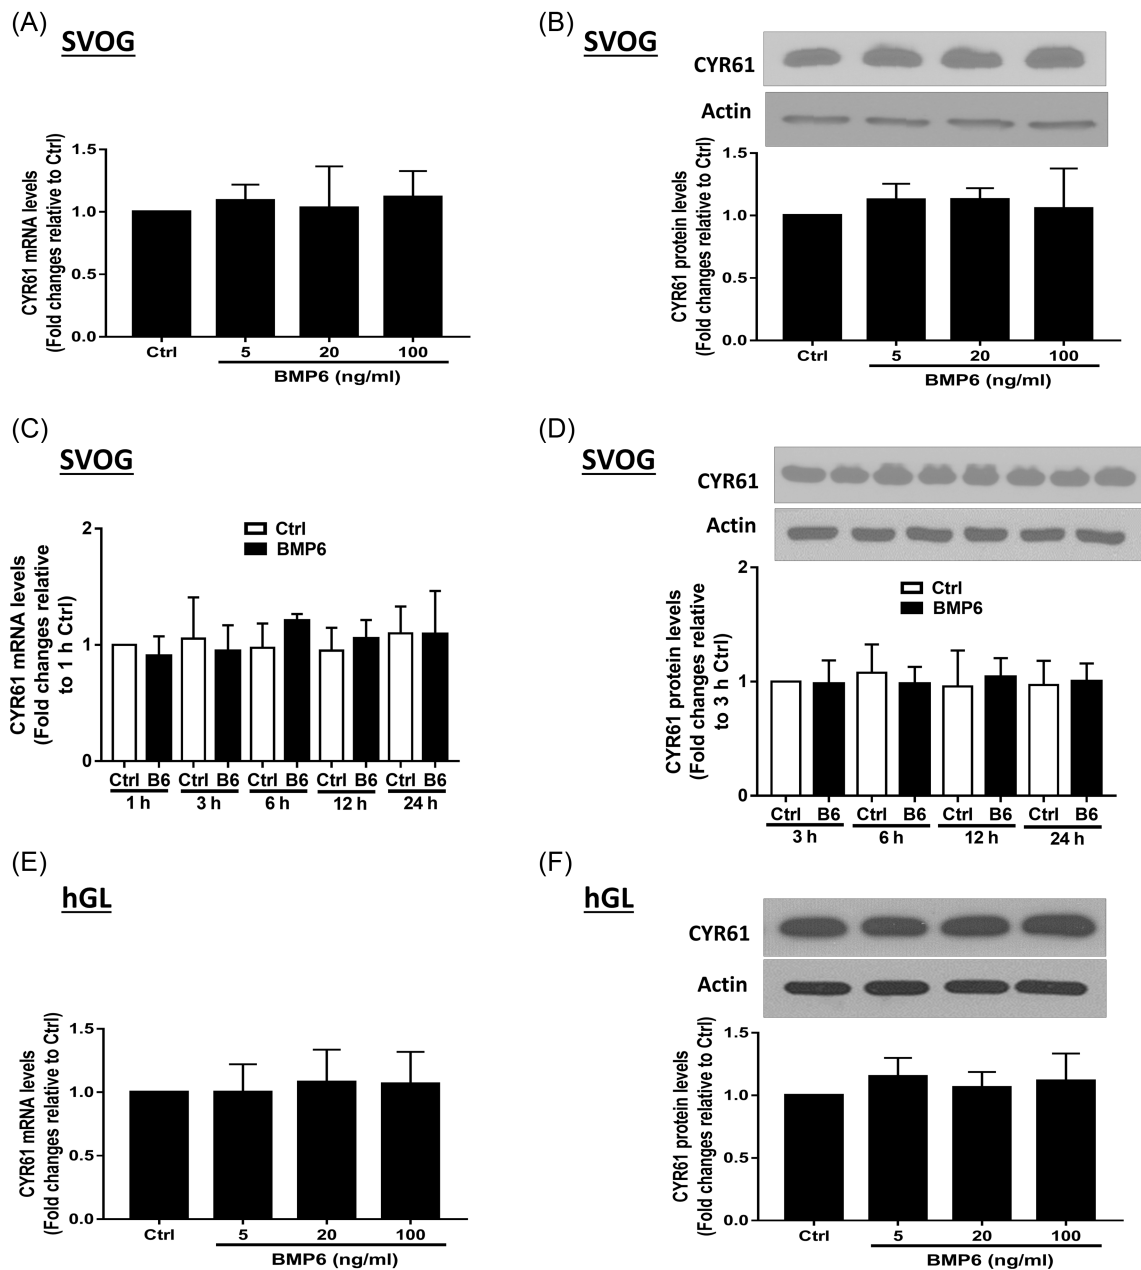 (A)
SVOG
CYR61 mRNA levels
(Fold changes relative to Ctrl)
1.5
1.0
0.5
0.0
Ctrl 5 20 100
BMP6 (ng/ml)
(B)
SVOG
CYR61
Actin
CYR61 protein levels
(Fold changes relative to Ctrl)
1.5
1.0
0.5
0.0
Ctrl 5 20 100
BMP6 (ng/ml)
(C)
SVOG
CYR61 mRNA levels
(Fold changes relative
to 1 h Ctrl)
2
1
0
Ctrl
BMP6
Ctrl B6 Ctrl B6 Ctrl B6 Ctrl B6 Ctrl B6
1 h 3 h 6 h 12 h 24 h
(D)
SVOG
CYR61
Actin
CYR61 protein levels
(Fold changes relative
to 3 h Ctrl)
2
1
0
Ctrl
BMP6
Ctrl B6 Ctrl B6 Ctrl B6 Ctrl B6
3 h 6 h 12 h 24 h
(E)
hGL
CYR61 mRNA levels
(Fold changes relative to Ctrl)
1.5
1.0
0.5
0.0
Ctrl 5 20 100
BMP6 (ng/ml)
(F)
hGL
CYR61
Actin
CYR61 protein levels
(Fold changes relative to Ctrl)
1.5
1.0
0.5
0.0
Ctrl 5 20 100
BMP6 (ng/ml)